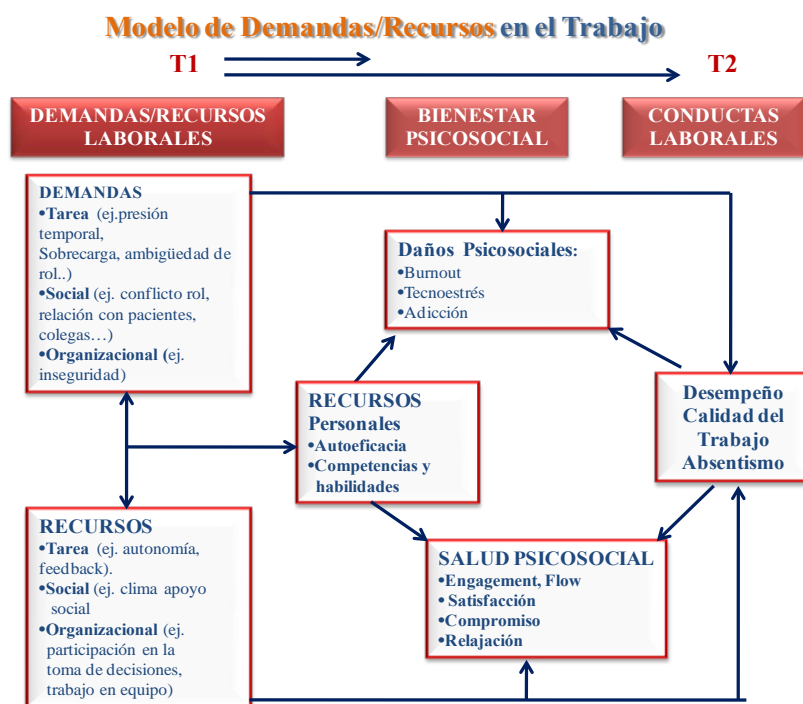 Modelo de Demandas/Recursos en el Trabajo
T1
T2
DEMANDAS/RECURSOS
LABORALES
BIENESTAR
PSICOSOCIAL
CONDUCTAS
LABORALES
DEMANDAS
•Tarea (ej.presión
temporal,
Sobrecarga, ambigüedad de
rol..)
•Social (ej. conflicto rol,
relación con pacientes,
colegas…)
•Organizacional (ej.
inseguridad)
Daños Psicosociales:
•Burnout
•Tecnoestrés
•Adicción
RECURSOS
Personales
•Autoeficacia
•Competencias y
habilidades
Desempeño
Calidad del
Trabajo
Absentismo
RECURSOS
•Tarea (ej. autonomía,
feedback).
•Social (ej. clima apoyo
social
•Organizacional (ej.
participación en la
toma de decisiones,
trabajo en equipo)
SALUD PSICOSOCIAL
•Engagement, Flow
•Satisfacción
•Compromiso
•Relajación